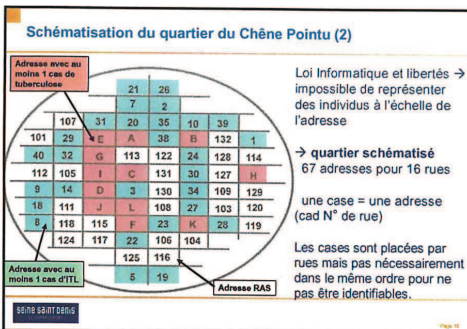 Schématisation du quartier du Chêne Pointu (2)
Adresse avec au
moins 1 cas de
tuberculose
21 26
7 2
107 31 20 35 10 39
101 29 E A 38 B 132 1
40 32 G 113 122 24 128 114
112 105 I C 131 30 127 H
9 14 D 3 130 34 109 129
18 111 J L 108 27 103 120
8 118 115 F 23 K 28 119
124 117 22 106 104
125 116
5 19
Adresse avec au
moins 1 cas d'ITL
Adresse RAS
Loi Informatique et libertés →
impossible de représenter
des individus à l'échelle de
l'adresse
→ quartier schématisé
67 adresses pour 16 rues
une case = une adresse
(cad N° de rue)
Les cases sont placées par
rues mais pas nécessairement
dans le même ordre pour ne
pas être identifiables.
seine saint denis